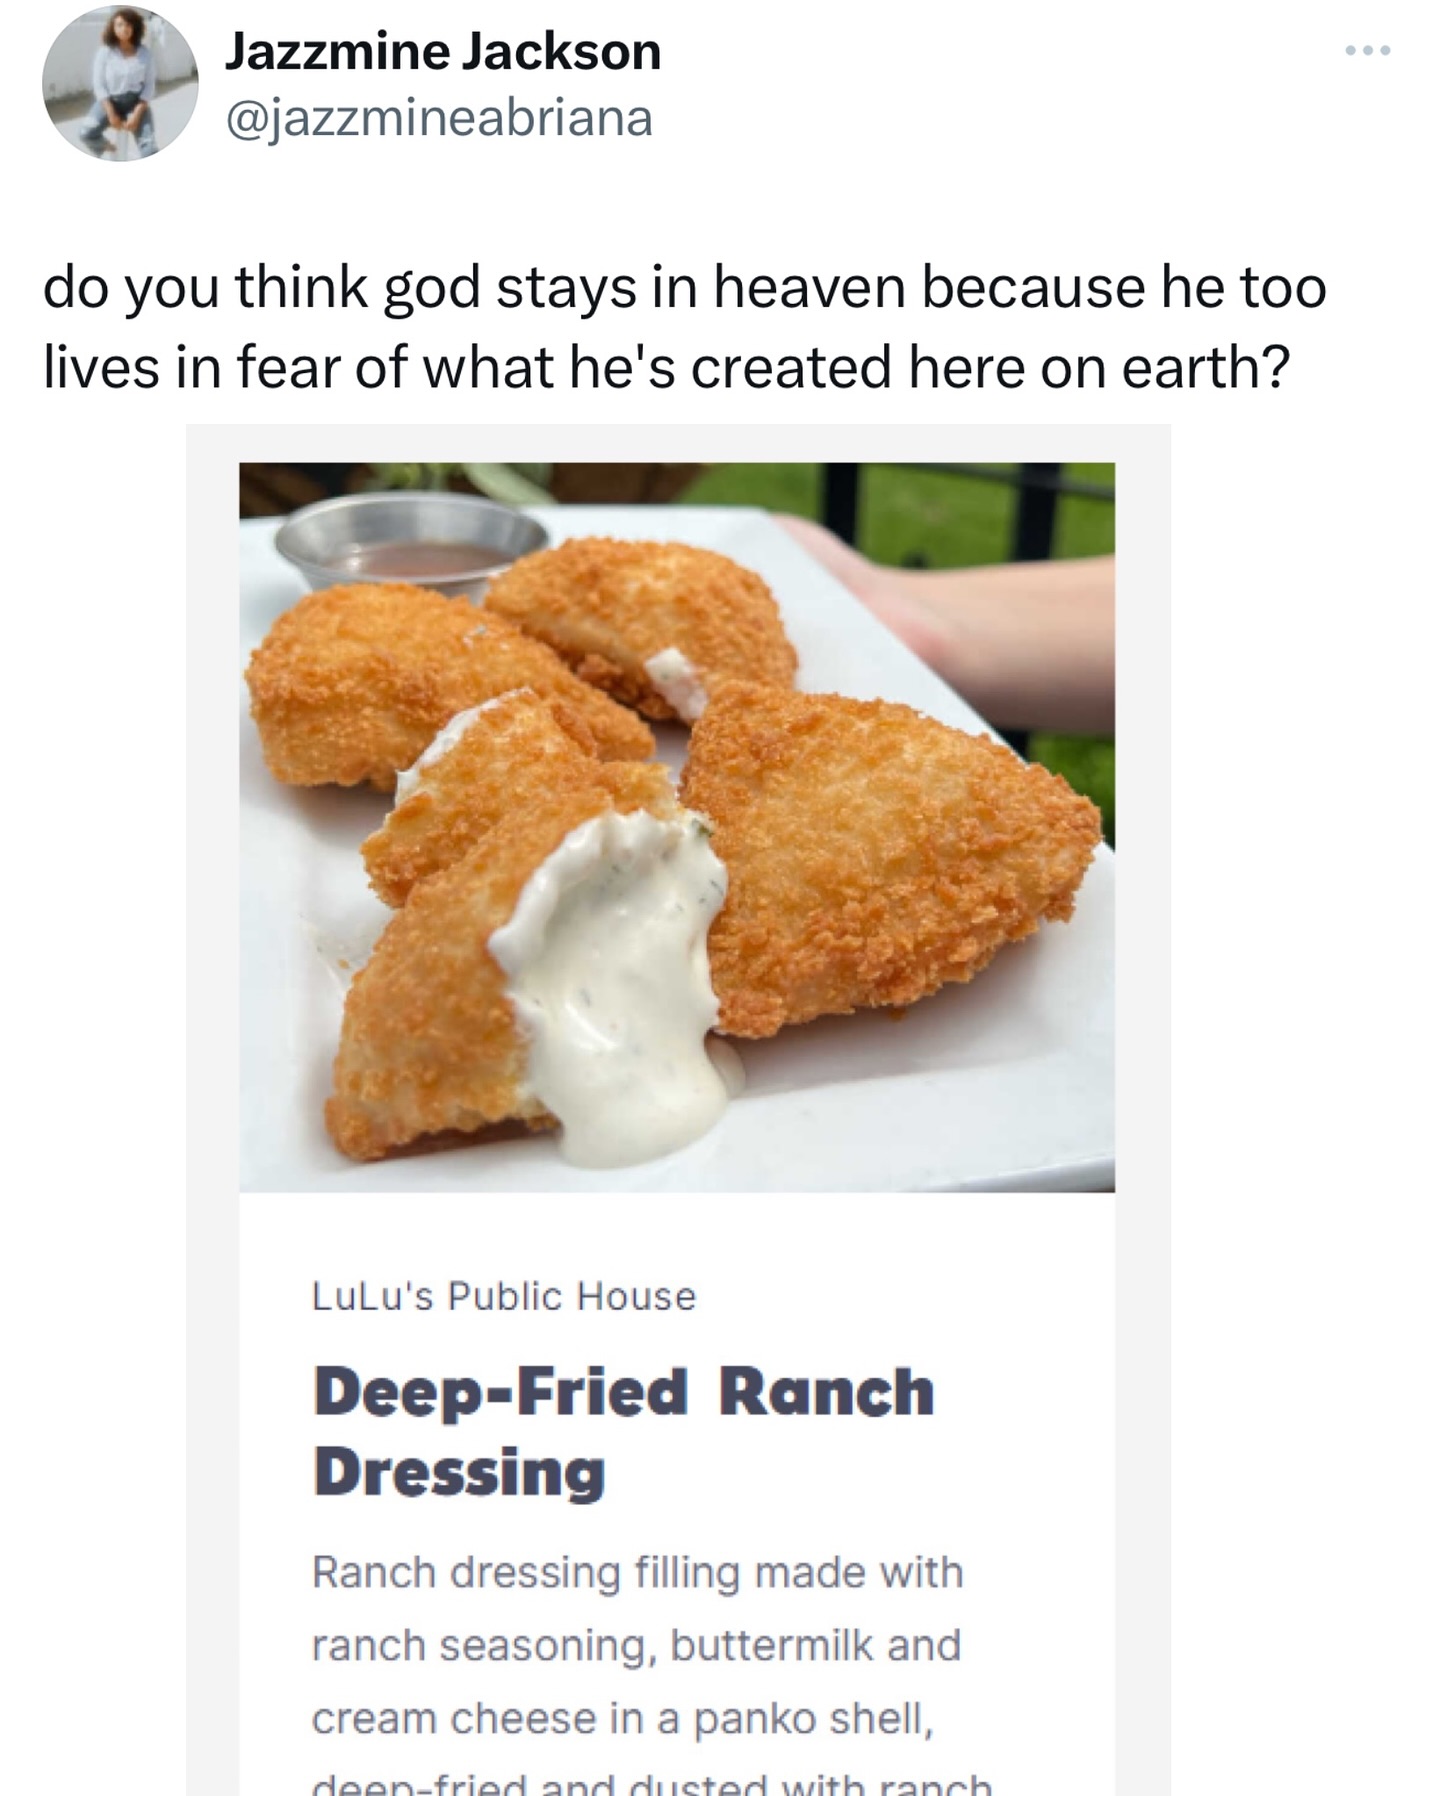 Jazzmine Jackson
@jazzmineabriana
do you think god stays in heaven because he too
lives in fear of what he's created here on earth?
LuLu's Public House
Deep-Fried Ranch
Dressing
Ranch dressing filling made with
ranch seasoning, buttermilk and
cream cheese in a panko shell,
deep-fried and dusted with ranch